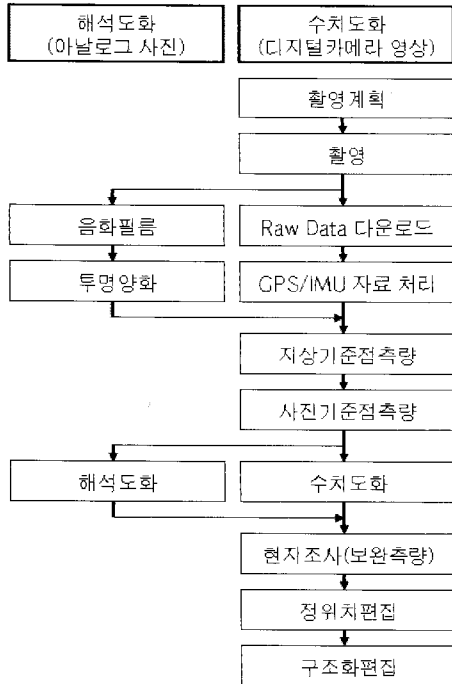 해석도화
(아날로그 사진)
수치도화
(디지털카메라 영상)
촬영계획
촬영
음화필름
Raw Data 다운로드
투명양화
GPS/IMU 자료 처리
지상기준점측량
사진기준점측량
해석도화
수치도화
현지조사(보완측량)
정위치편집
구조화편집